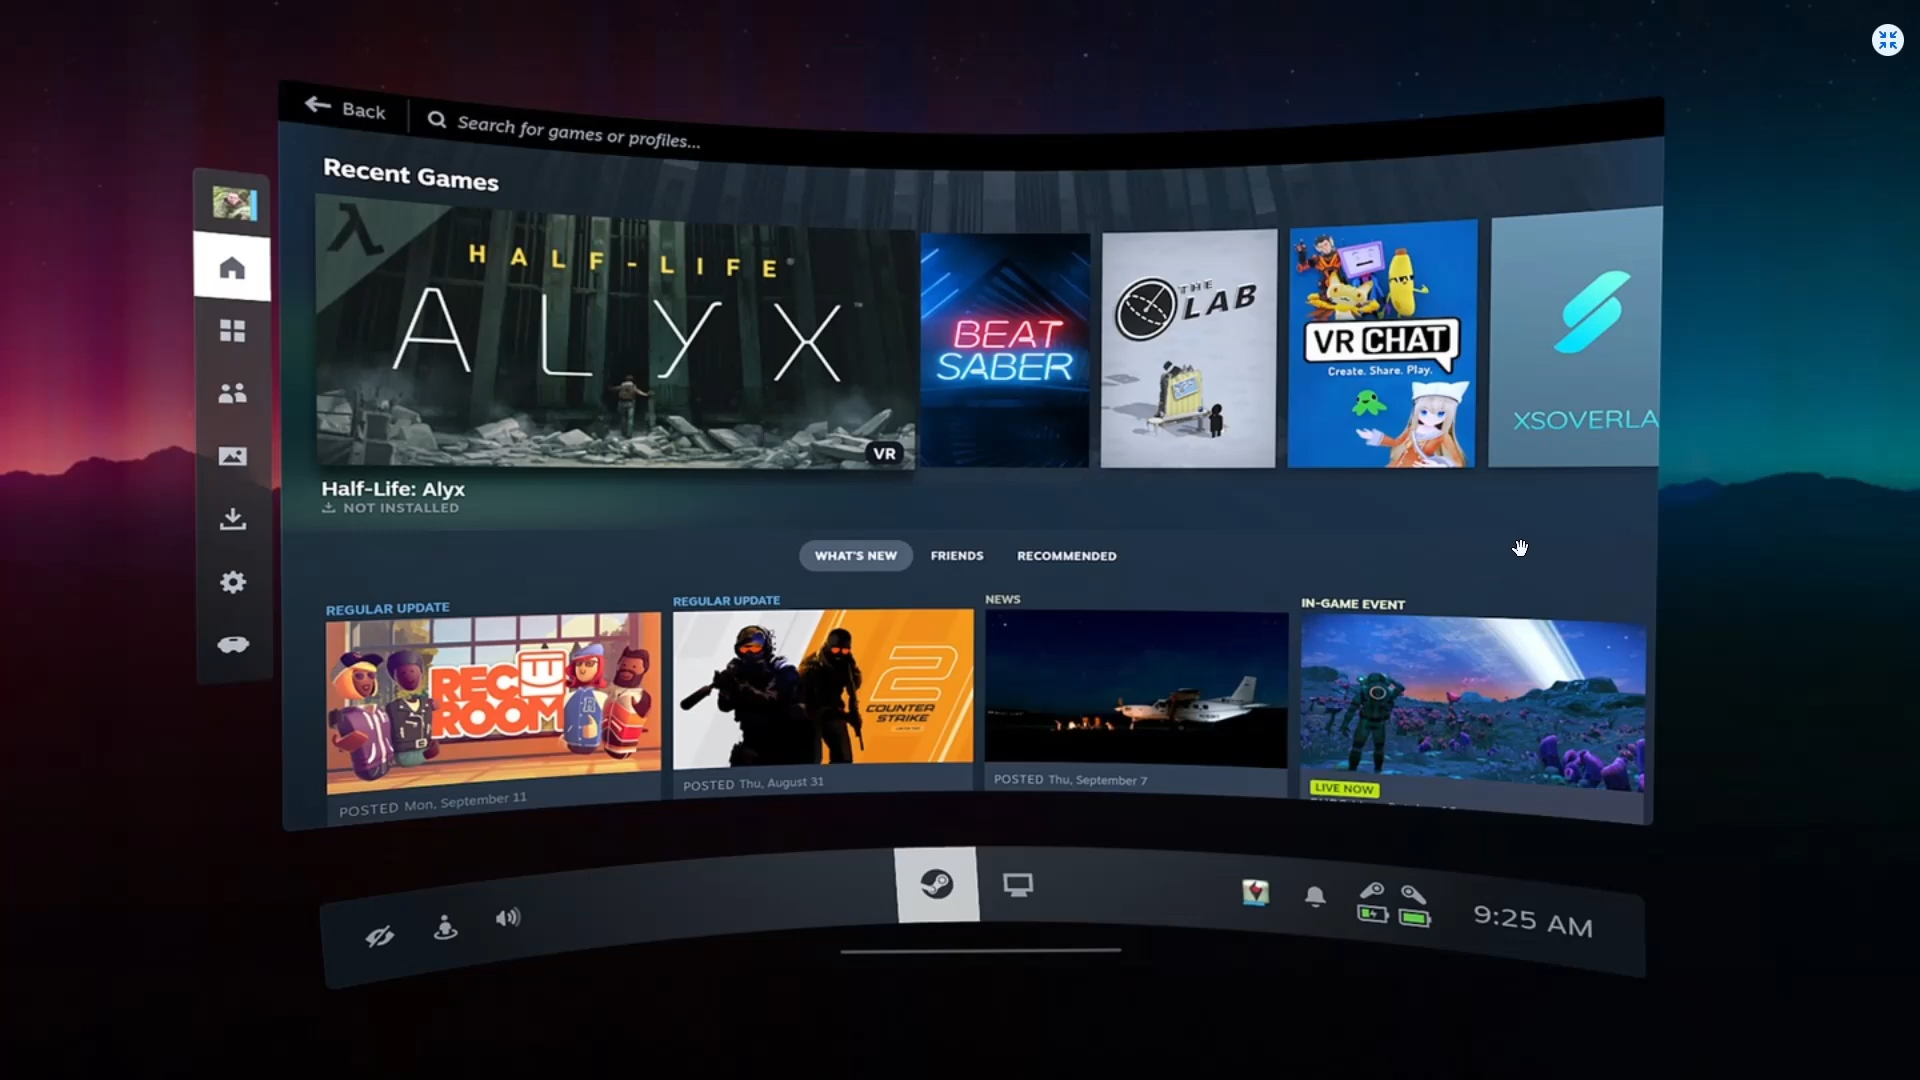 Back
Search for games or profiles...
Recent Games
HALF-LIFE
ALYX™
VR
BEAT
SABER
THE
LAB
VRCHAT
Create. Share. Play.
XSOVERLA
Half-Life: Alyx
NOT INSTALLED
WHAT'S NEW
FRIENDS
RECOMMENDED
REGULAR UPDATE
REGULAR UPDATE
NEWS
IN-GAME EVENT
REC
ROOM
2
COUNTER
STRIKE
POSTED Mon, September 11
POSTED Thu, August 31
POSTED Thu, September 7
LIVE NOW
9:25 AM